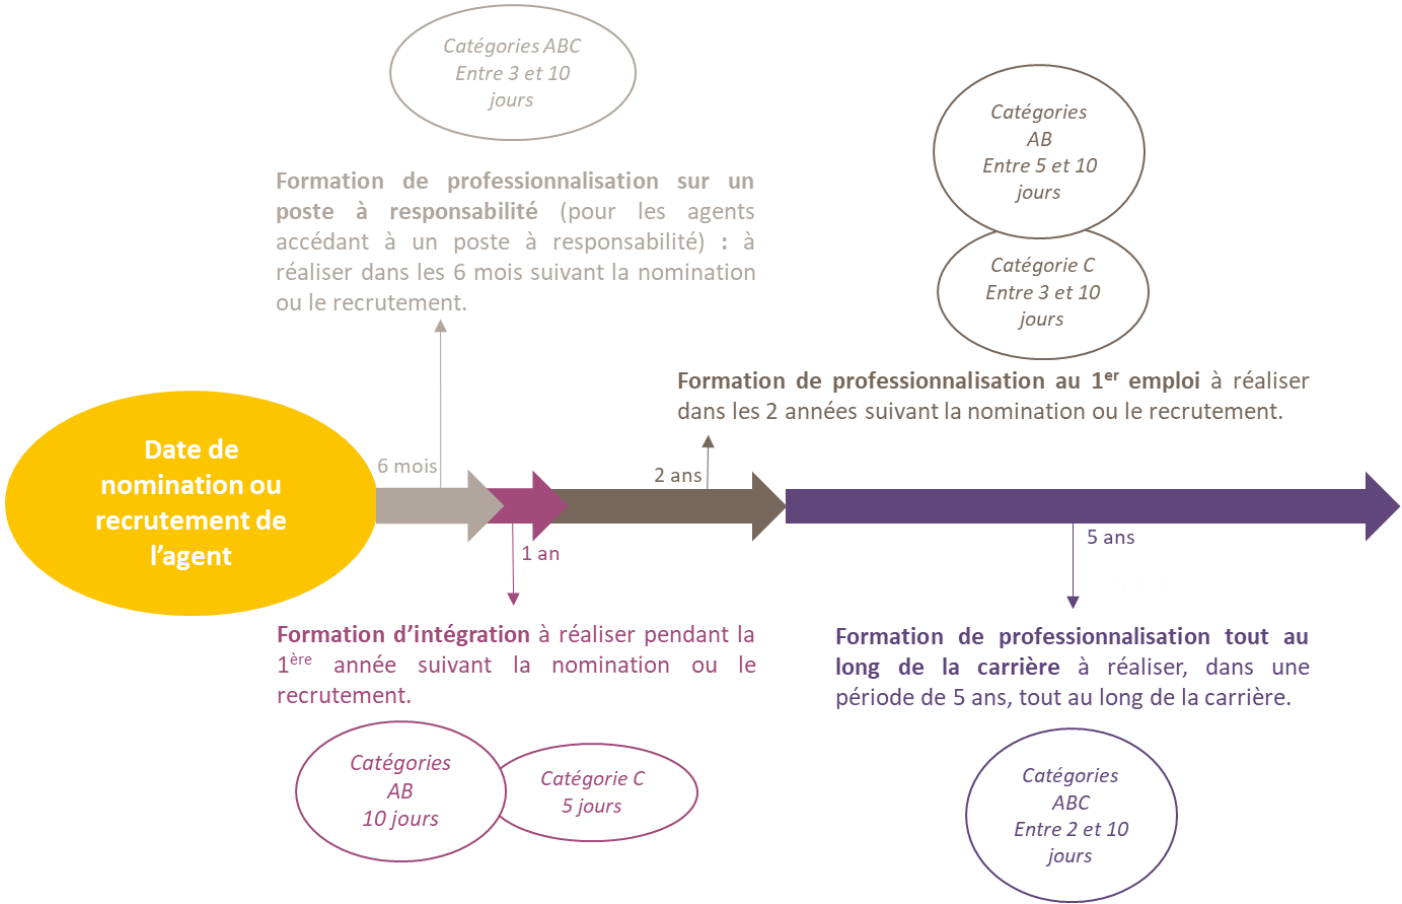 Catégories ABC
Entre 3 et 10
jours
Catégories
AB
Entre 5 et 10
jours
Formation de professionnalisation sur un
poste à responsabilité (pour les agents
accédant à un poste à responsabilité) : à
réaliser dans les 6 mois suivant la nomination
ou le recrutement.
Catégorie C
Entre 3 et 10
jours
Formation de professionnalisation au 1er emploi à réaliser
dans les 2 années suivant la nomination ou le recrutement.
Date de
nomination ou
recrutement de
l’agent
6 mois
2 ans
1 an
5 ans
Formation d’intégration à réaliser pendant la
1ère année suivant la nomination ou le
recrutement.
Formation de professionnalisation tout au
long de la carrière à réaliser, dans une
période de 5 ans, tout au long de la carrière.
Catégories
AB
10 jours
Catégorie C
5 jours
Catégories
ABC
Entre 2 et 10
jours